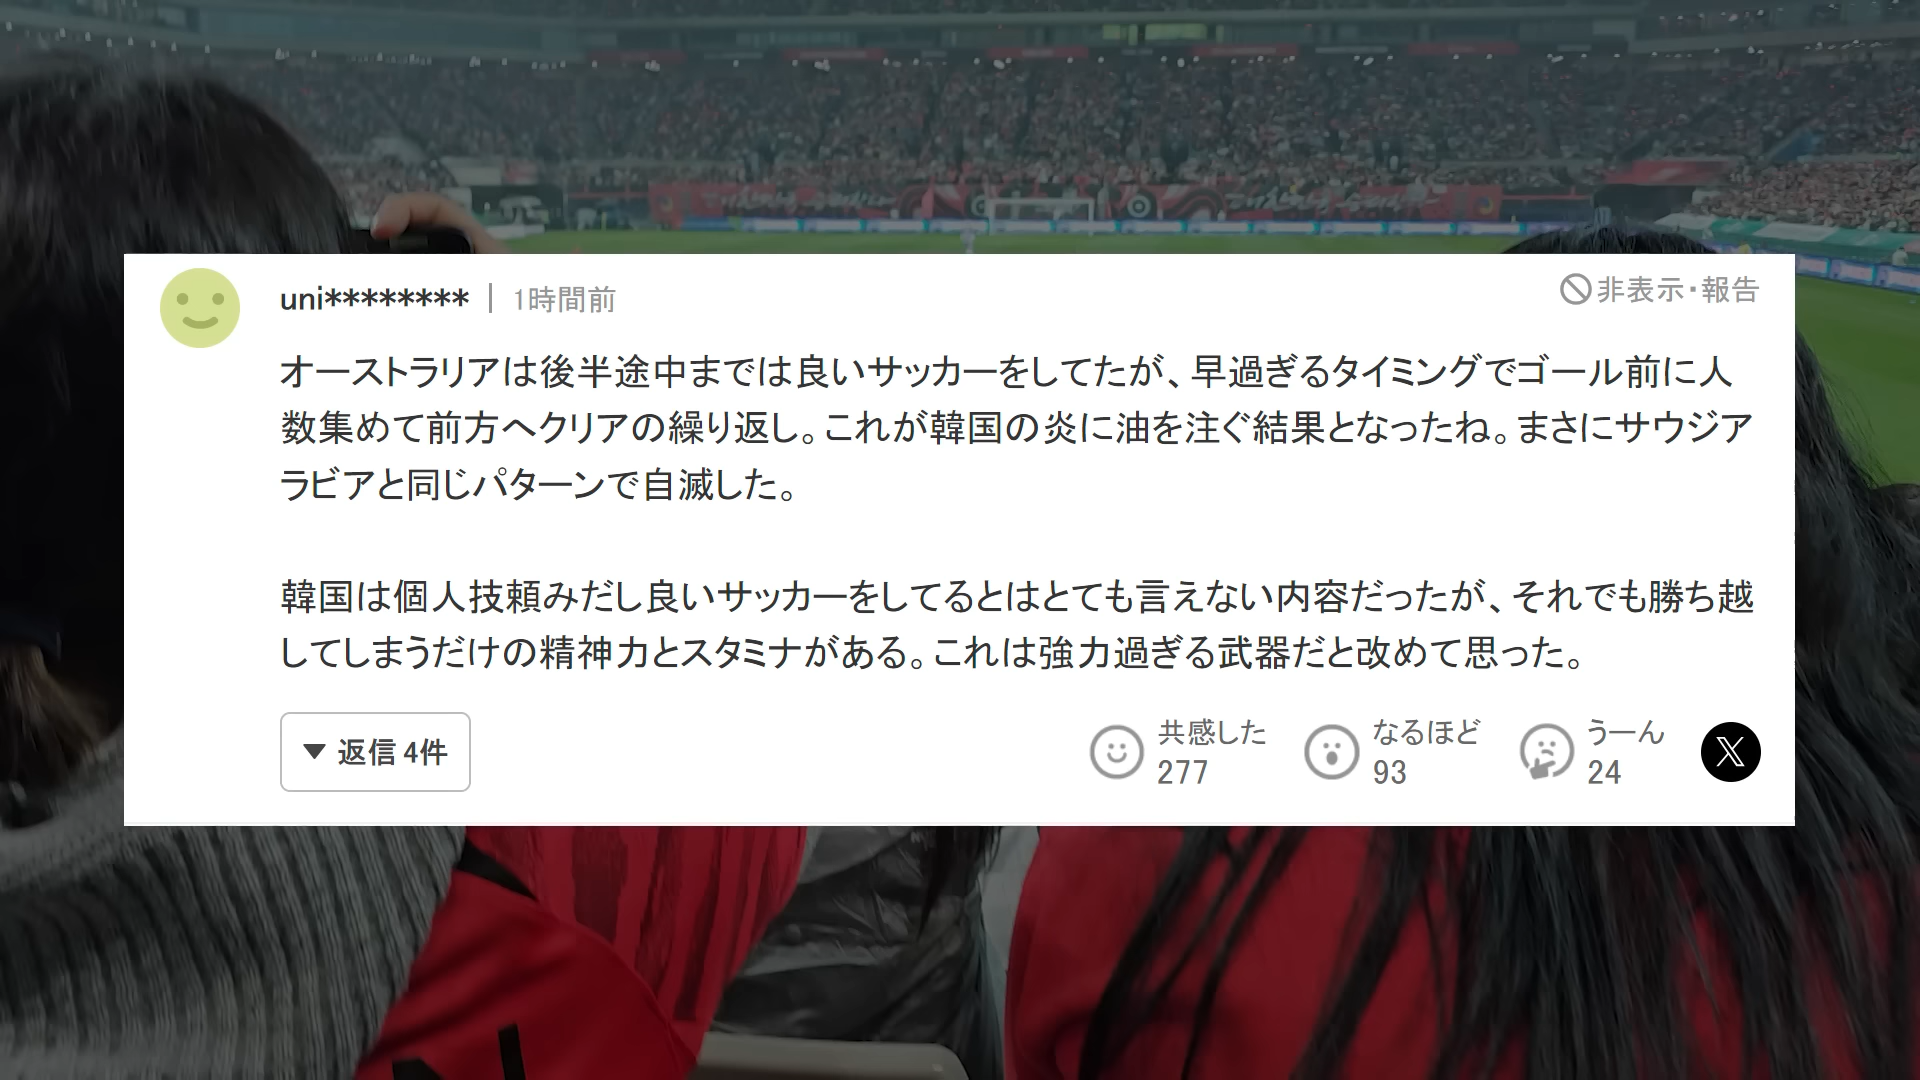 uni******** | 1時間前
非表示・報告
オーストラリアは後半途中までは良いサッカーをしてたが、早過ぎるタイミングでゴール前に人
数集めて前方へクリアの繰り返し。これが韓国の炎に油を注ぐ結果となったね。まさにサウジア
ラビアと同じパターンで自滅した。
韓国は個人技頼みだし良いサッカーをしてるとはとても言えない内容だったが、それでも勝ち越
してしまうだけの精神力とスタミナがある。これは強力過ぎる武器だと改めて思った。
返信 4件
共感した
277
なるほど
93
うーん
24